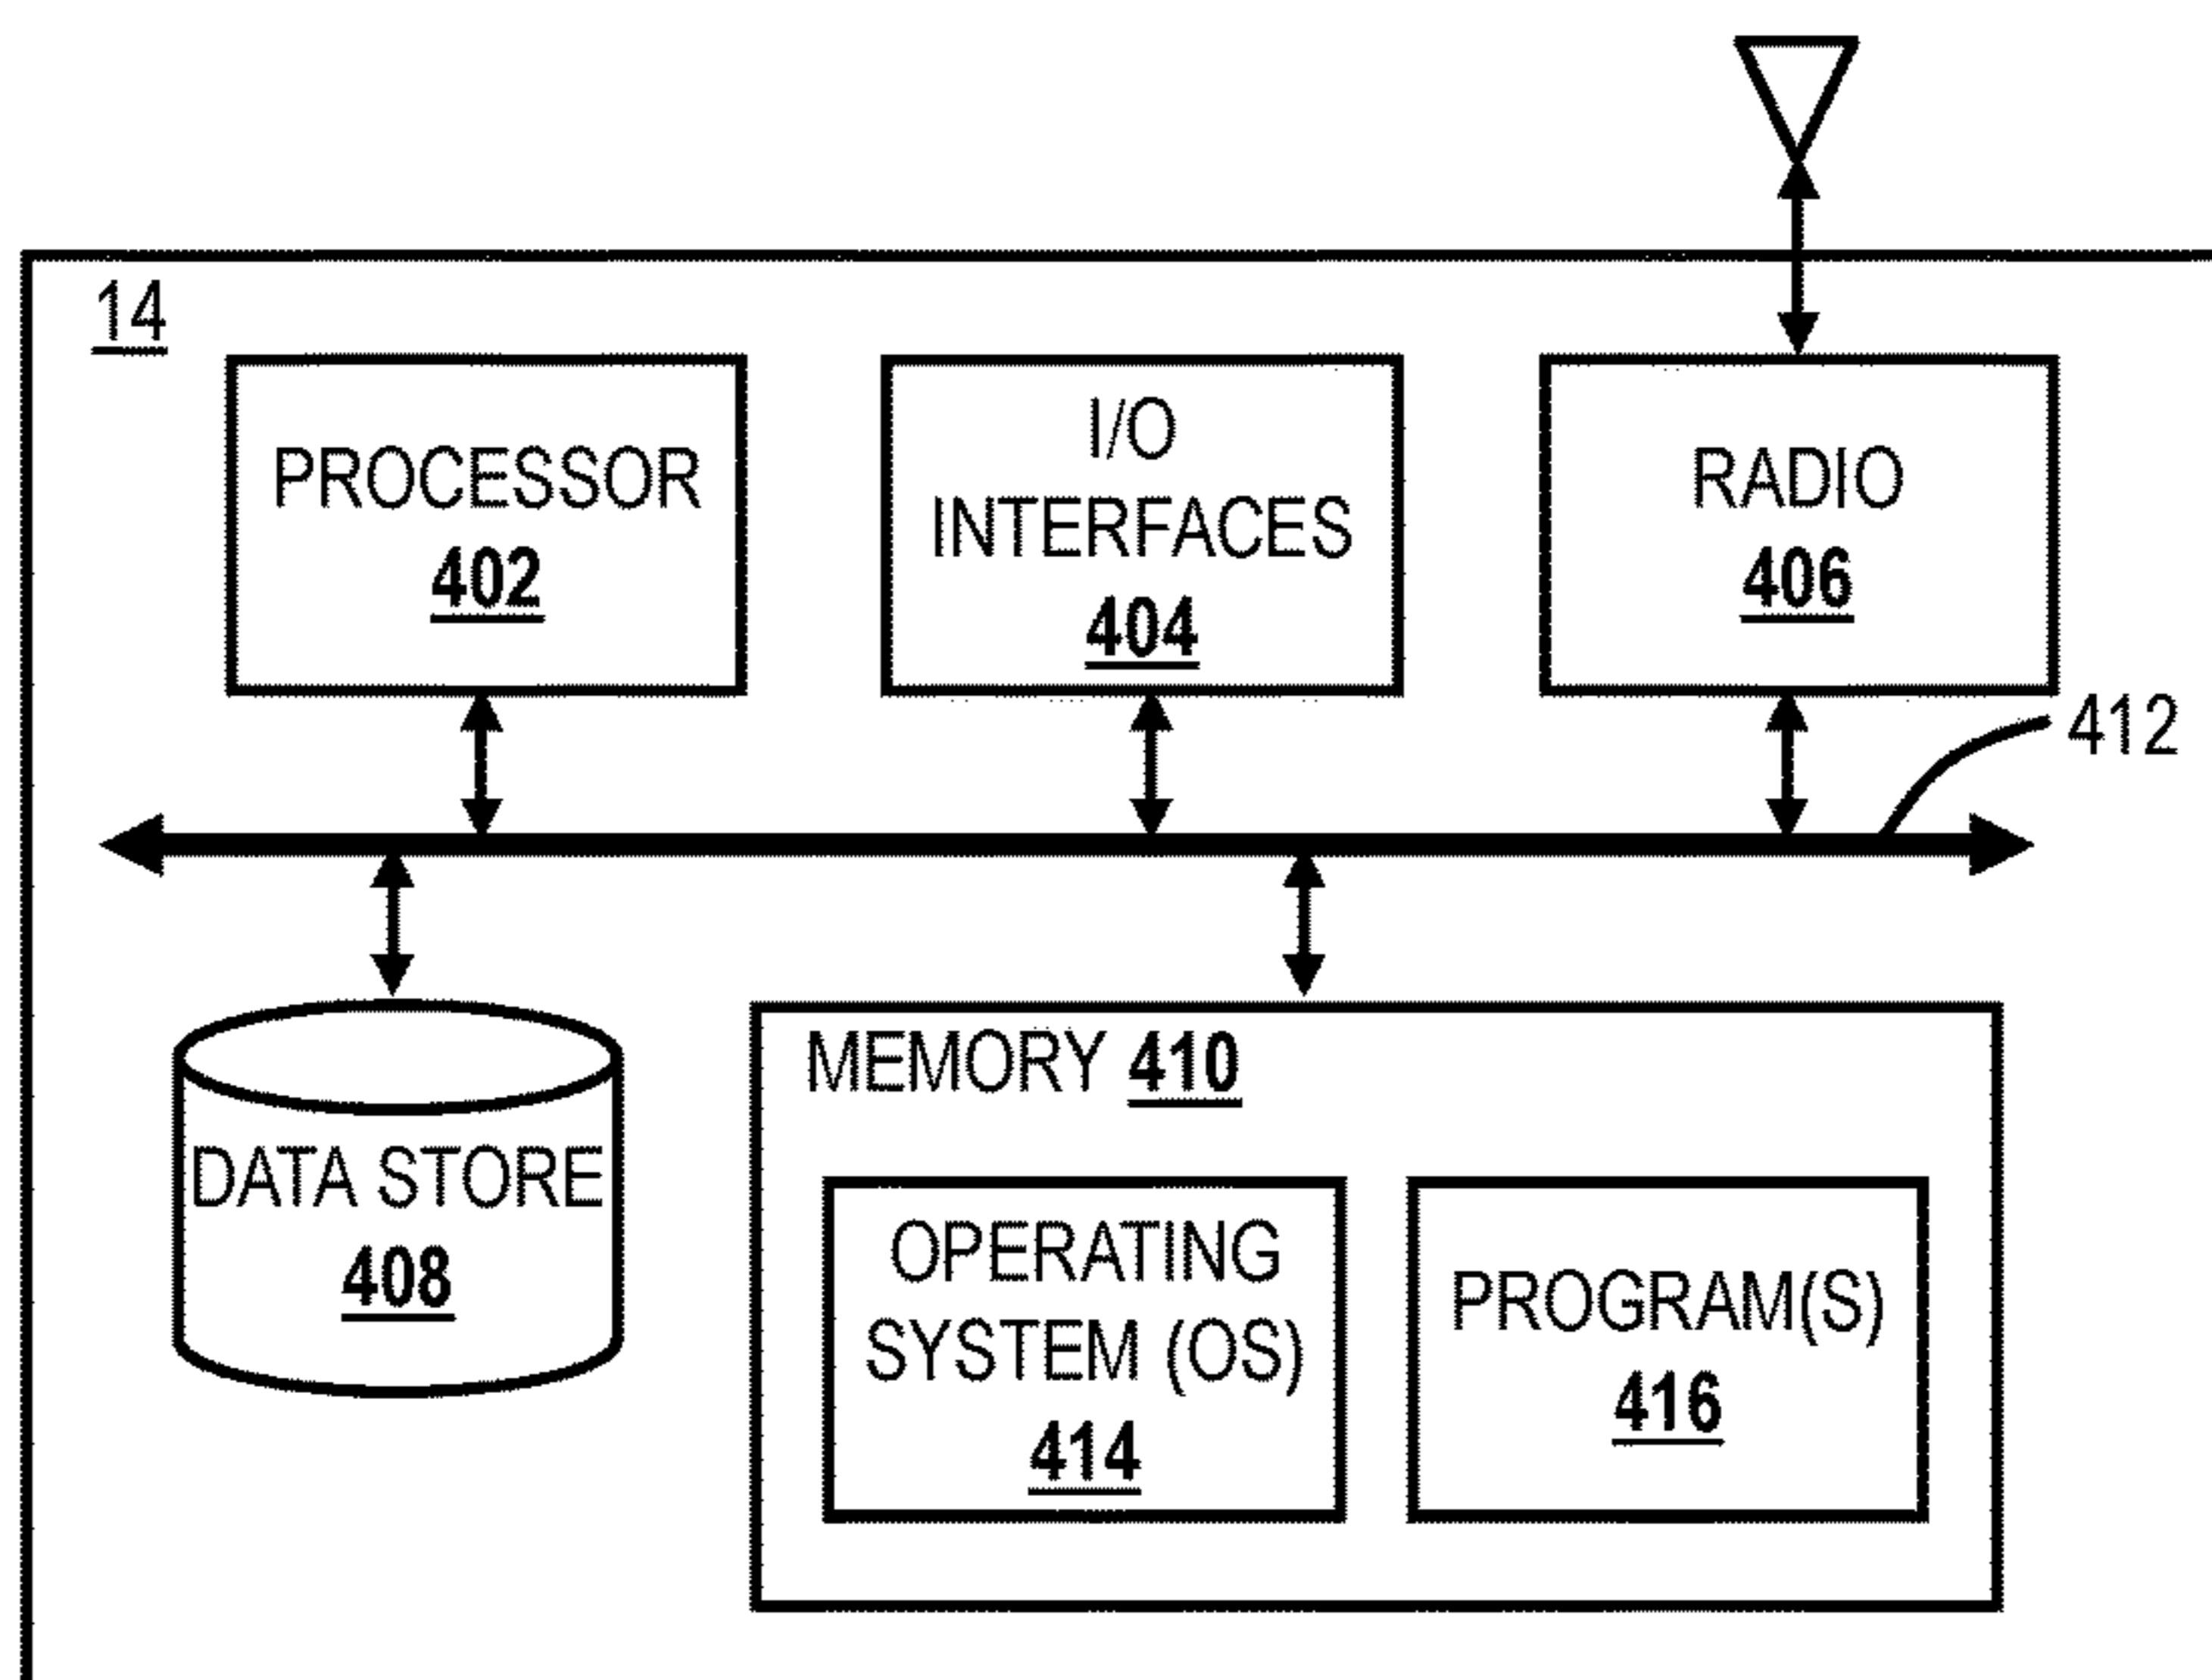 14
PROCESSOR
402
I/O
INTERFACES
404
RADIO
406
412
DATA STORE
408
MEMORY 410
OPERATING
SYSTEM (OS)
414
PROGRAM(S)
416